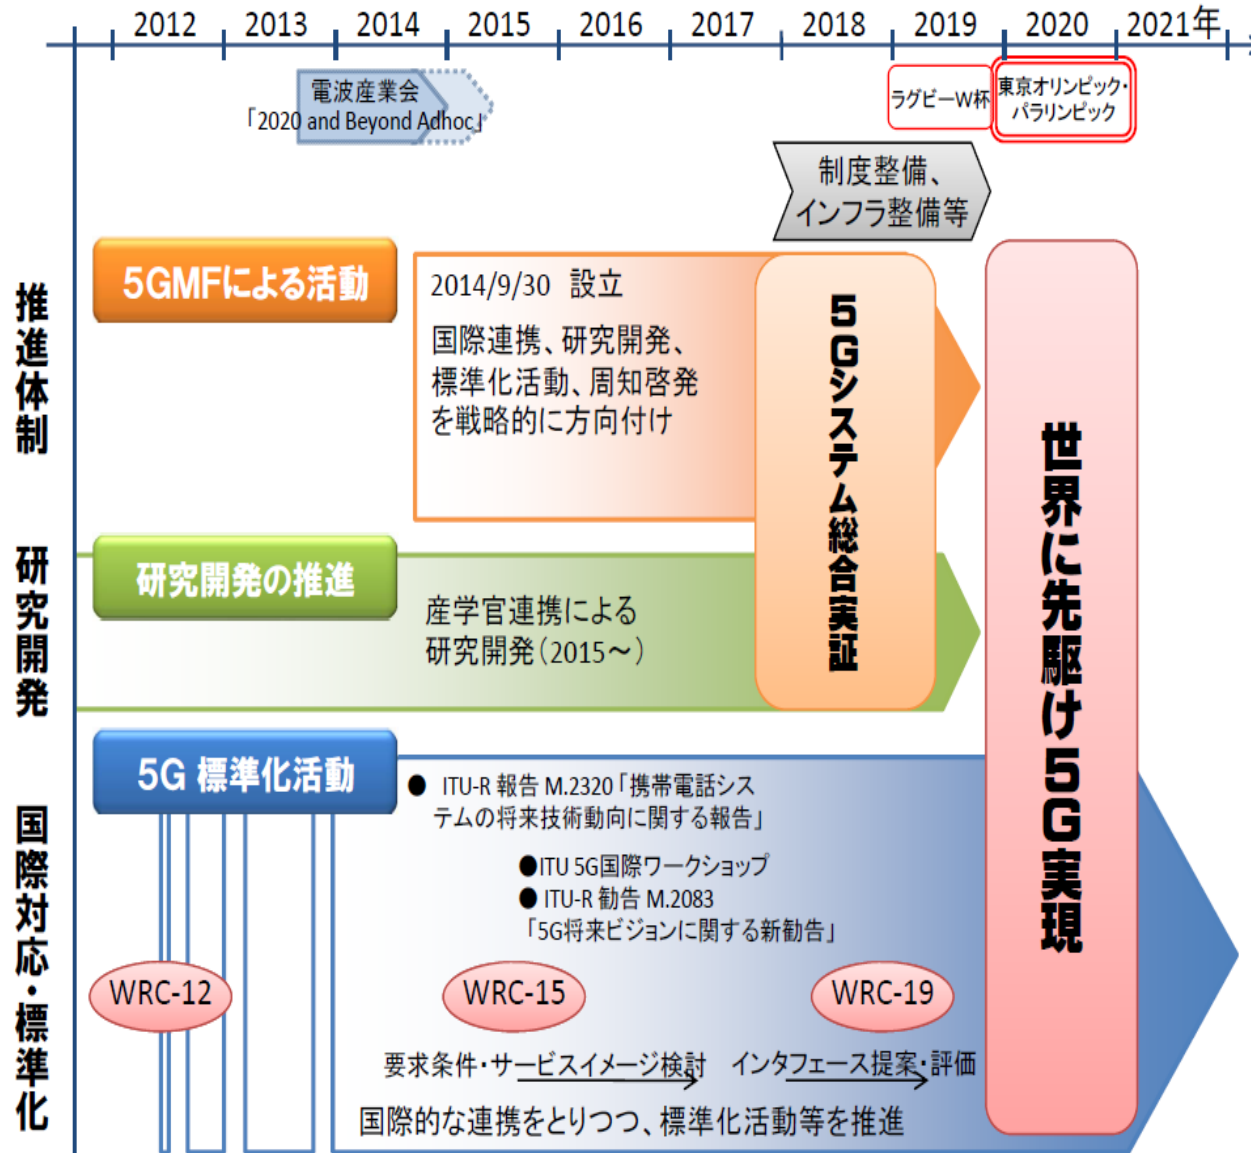 2012 2013 2014 2015 2016 2017 2018 2019 2020 2021年
電波産業会
「2020 and Beyond Adhoc」
ラグビーW杯
東京オリンピック・
パラリンピック
制度整備、
インフラ整備等
推進体制
5GMFによる活動
2014/9/30 設立
国際連携、研究開発、
標準化活動、周知啓発
を戦略的に方向付け
5Gシステム総合実証
世界に先駆け5G実現
研究開発
研究開発の推進
産学官連携による
研究開発(2015～)
国際対応・標準化
5G 標準化活動
● ITU-R 報告 M.2320「携帯電話シス
テムの将来技術動向に関する報告」
●ITU 5G国際ワークショップ
● ITU-R 勧告 M.2083
「5G将来ビジョンに関する新勧告」
WRC-12
WRC-15
WRC-19
要求条件・サービスイメージ検討
インタフェース提案・評価
国際的な連携をとりつつ、標準化活動等を推進